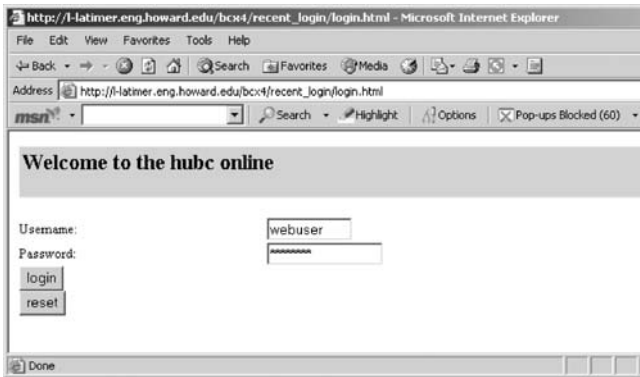 http://l-latimer.eng.howard.edu/bcx4/recent_login/login.html - Microsoft Internet Explorer
File Edit View Favorites Tools Help
Back Search Favorites Media
Address http://l-latimer.eng.howard.edu/bcx4/recent_login/login.html
msn Search Highlight Options Pop-ups Blocked (60)
Welcome to the hubc online
Username: webuser
Password: ********
login
reset
Done